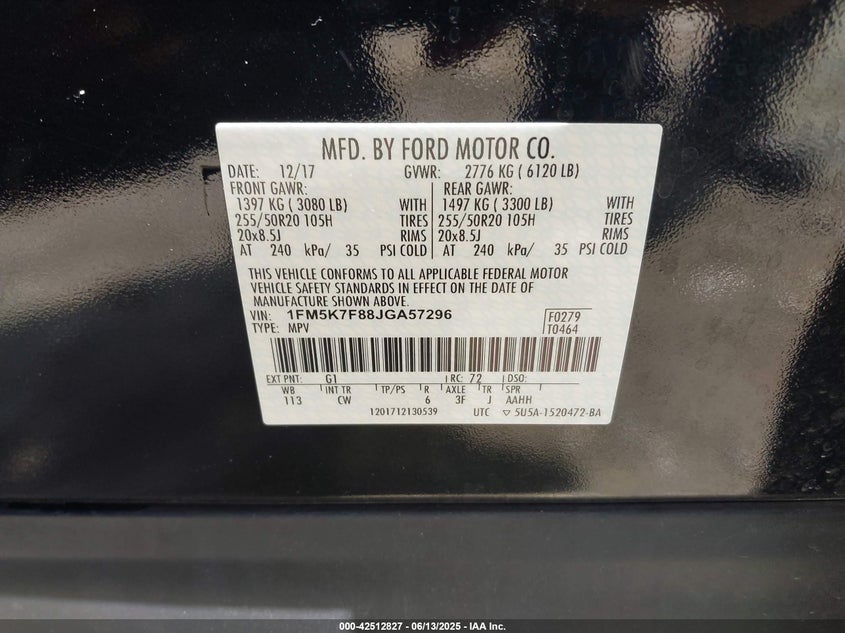 MFD. BY FORD MOTOR CO.
DATE: 12/17 GVWR: 2776 KG ( 6120 LB)
FRONT GAWR: REAR GAWR:
1397 KG ( 3080 LB) WITH 1497 KG ( 3300 LB) WITH
255/50R20 105H TIRES 255/50R20 105H TIRES
20x8.5J RIMS 20x8.5J RIMS
AT 240 kPa/ 35 PSI COLD AT 240 kPa/ 35 PSI COLD
THIS VEHICLE CONFORMS TO ALL APPLICABLE FEDERAL MOTOR
VEHICLE SAFETY STANDARDS IN EFFECT ON THE DATE OF
MANUFACTURE SHOWN ABOVE.
VIN: 1FM5K7F88JGA57296 F0279
TYPE: MPV T0464
EXT PNT: G1 RC: 72 DSO:
WB INT TR TP/PS R AXLE TR SPR
113 CW 6 3F J AAHH
1201712130539 UTC ▽ 5U5A-1520472-BA
000-42512827 - 06/13/2025 - IAA Inc.